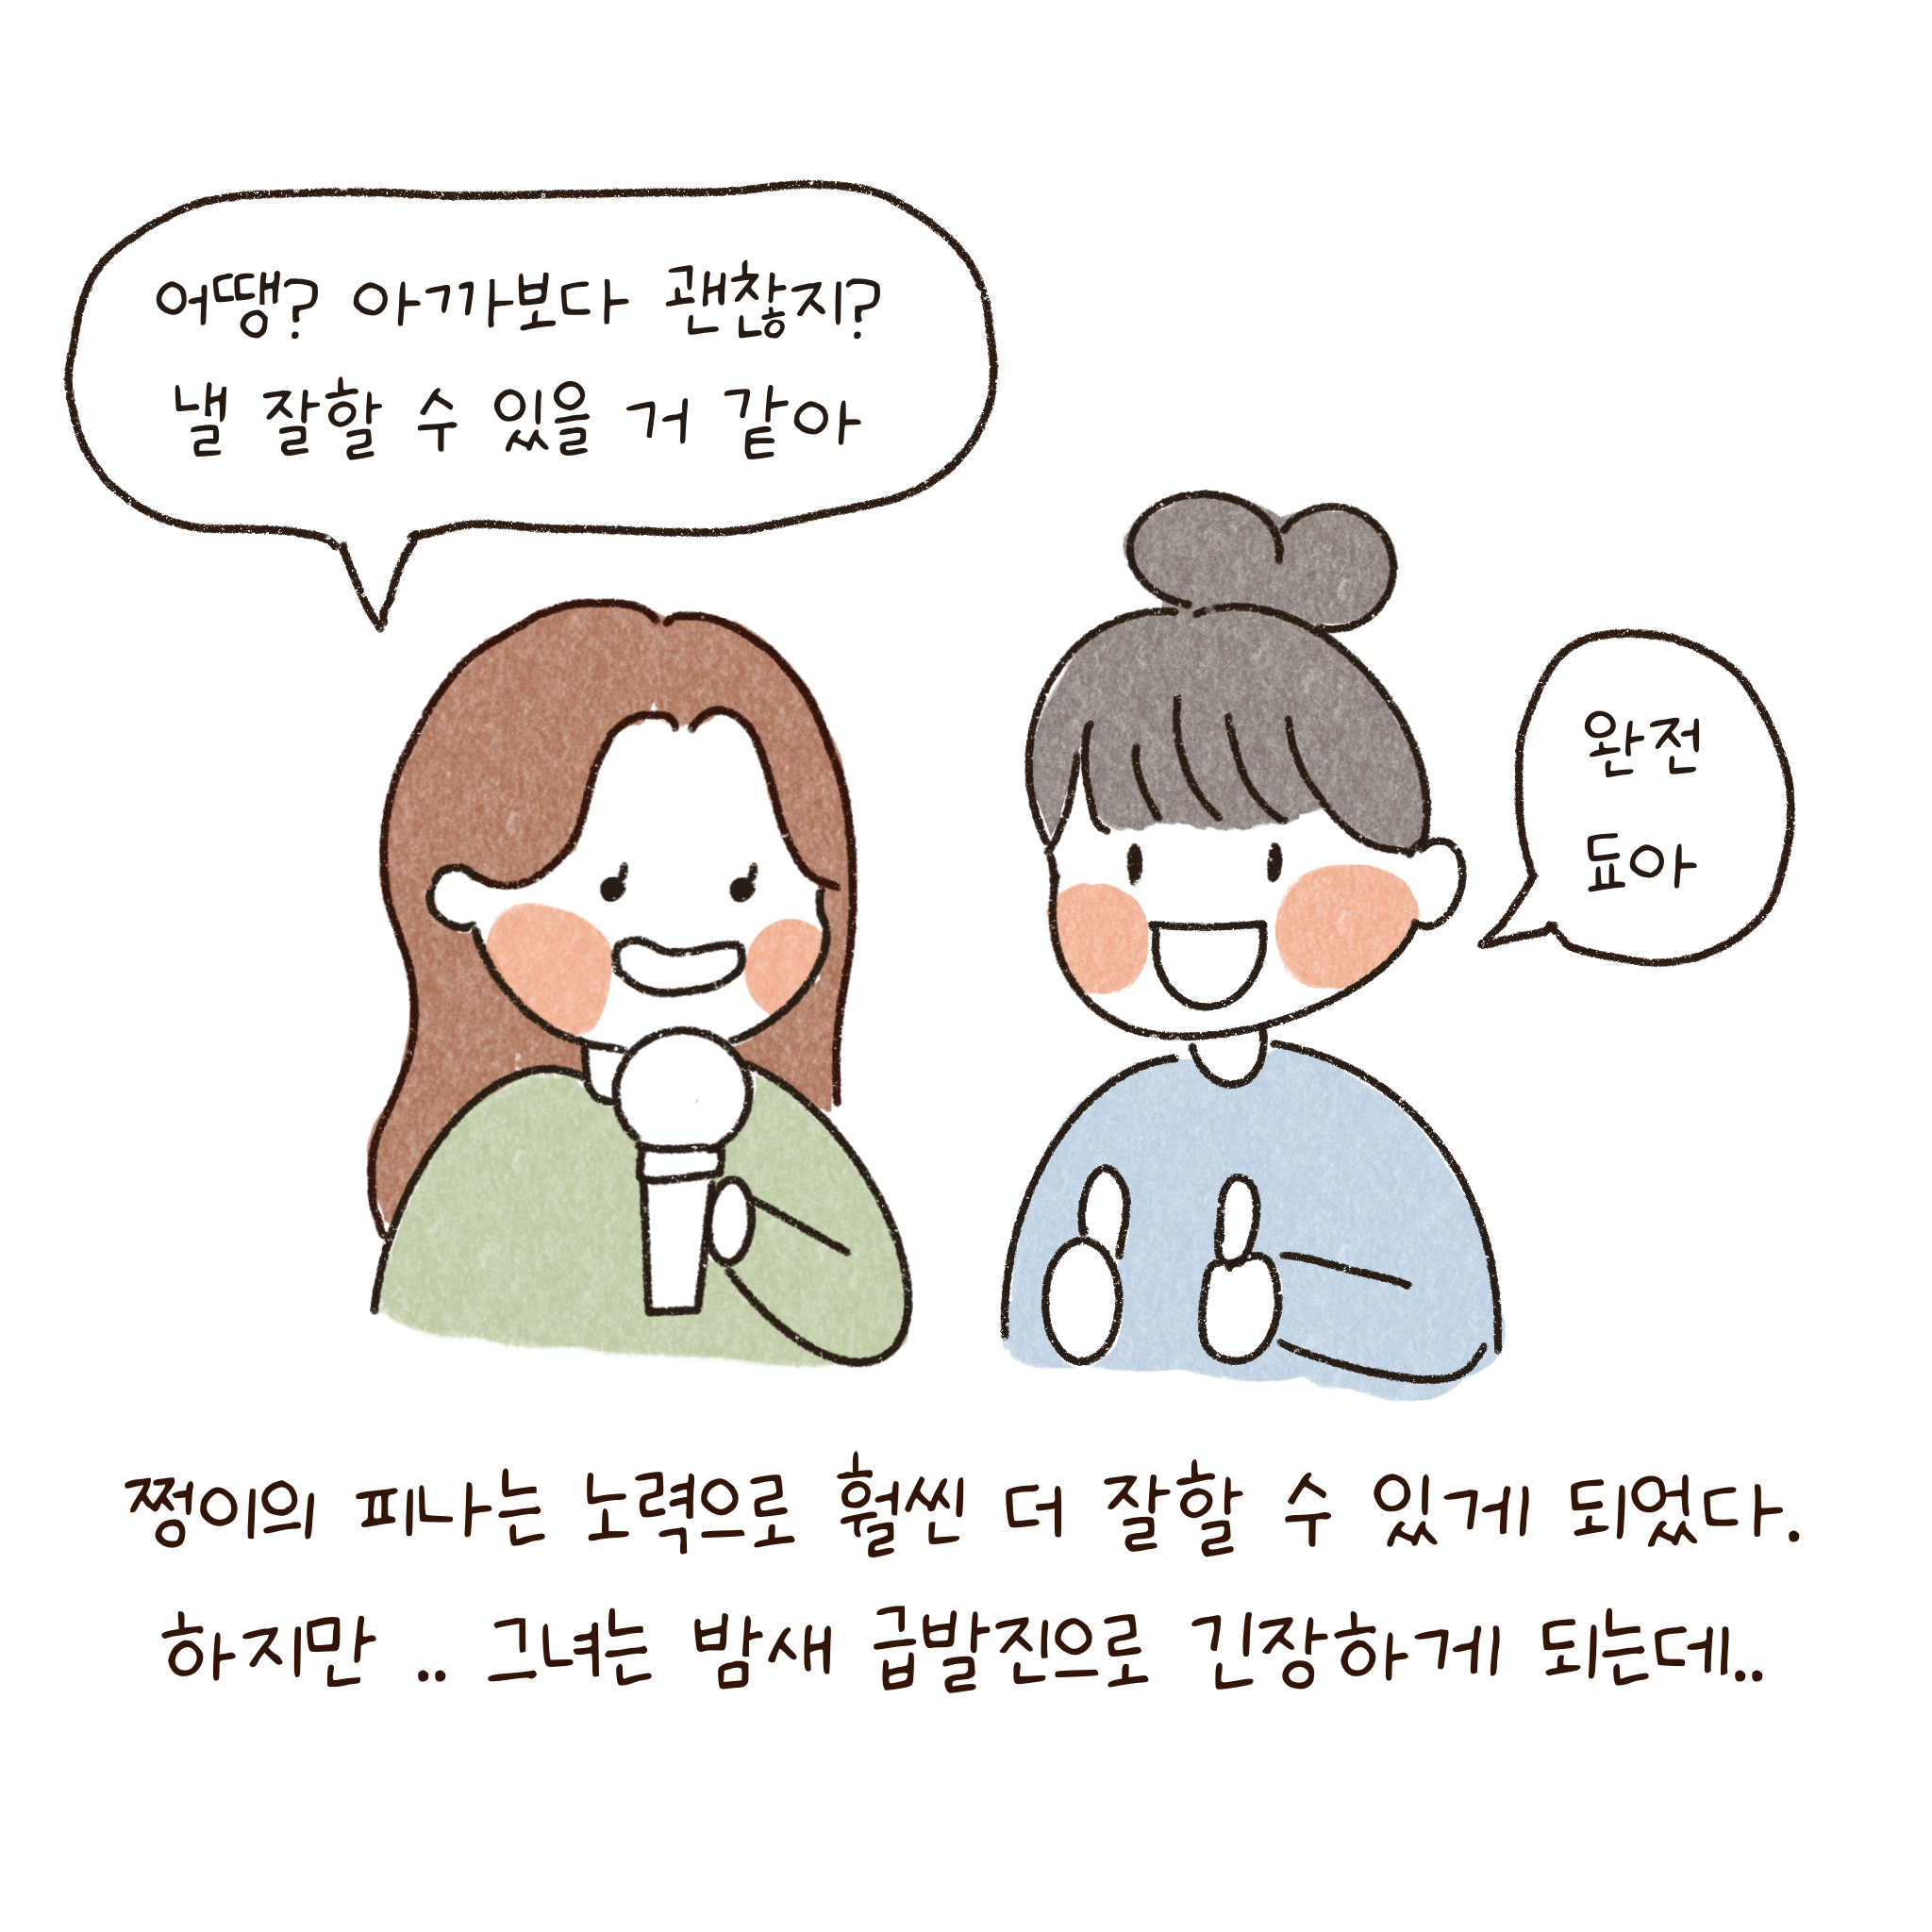 어땡? 아까보다 괜찮지?
낼 잘할 수 있을 거 같아
완전
됴아
쩡이의 피나는 노력으로 훨씬 더 잘할 수 있게 되었다.
하지만 .. 그녀는 밤새 급발진으로 긴장하게 되는데..